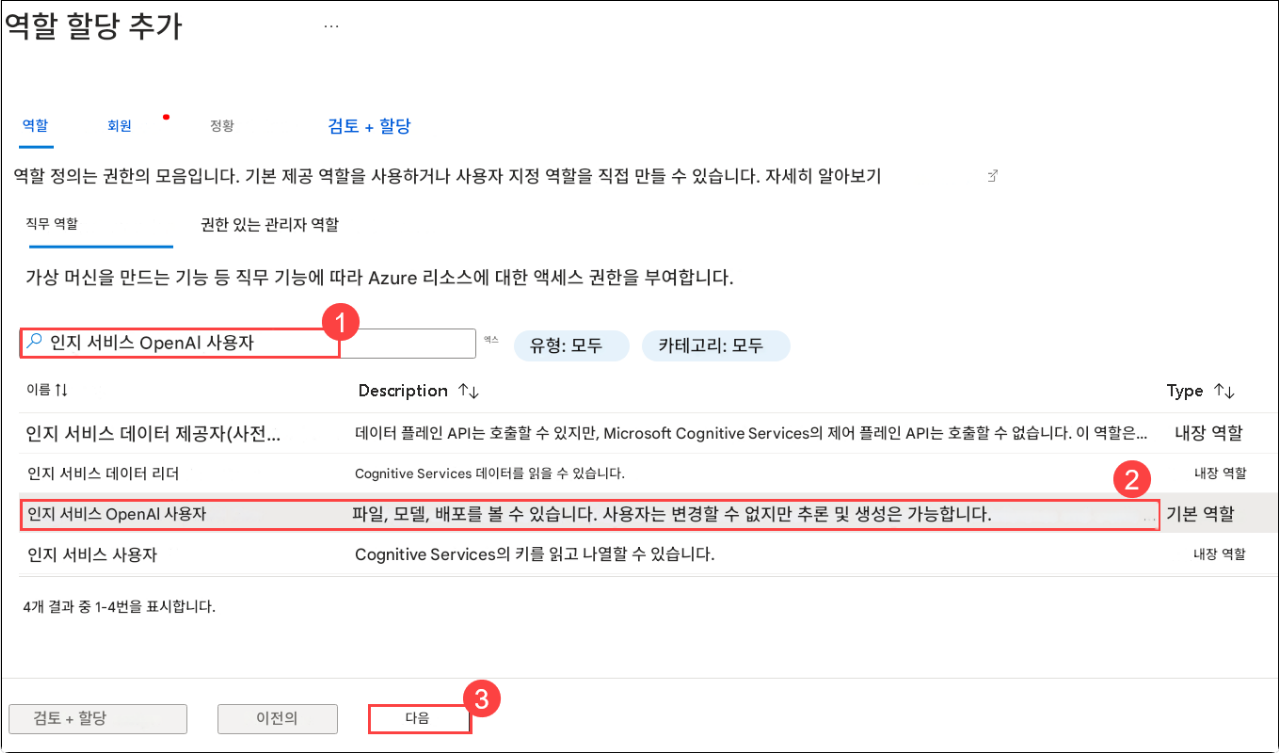 역할 할당 추가 ...
역할 회원 정황 검토 + 할당
역할 정의는 권한의 모음입니다. 기본 제공 역할을 사용하거나 사용자 지정 역할을 직접 만들 수 있습니다. 자세히 알아보기
직무 역할 권한 있는 관리자 역할
가상 머신을 만드는 기능 등 직무 기능에 따라 Azure 리소스에 대한 액세스 권한을 부여합니다.
1
인지 서비스 OpenAI 사용자 엑스 유형: 모두 카테고리: 모두
이름 ↑↓ Description ↑↓ Type ↑↓
인지 서비스 데이터 제공자(사전... 데이터 플레인 API는 호출할 수 있지만, Microsoft Cognitive Services의 제어 플레인 API는 호출할 수 없습니다. 이 역할은... 내장 역할
인지 서비스 데이터 리더 Cognitive Services 데이터를 읽을 수 있습니다. 내장 역할
2
인지 서비스 OpenAI 사용자 파일, 모델, 배포를 볼 수 있습니다. 사용자는 변경할 수 없지만 추론 및 생성은 가능합니다. ... 기본 역할
인지 서비스 사용자 Cognitive Services의 키를 읽고 나열할 수 있습니다. 내장 역할
4개 결과 중 1-4번을 표시합니다.
3
검토 + 할당 이전의 다음